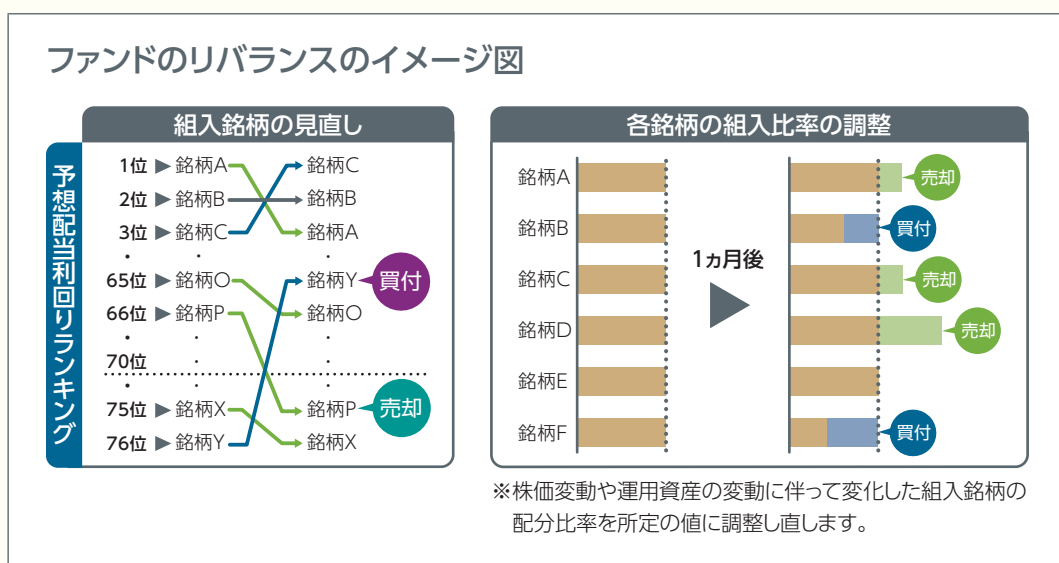 ファンドのリバランスのイメージ図
組入銘柄の見直し
予想配当利回りランキング
1位 ▶ 銘柄A 銘柄C
2位 ▶ 銘柄B 銘柄B
3位 ▶ 銘柄C 銘柄A
・ ・ ・
65位 ▶ 銘柄O 銘柄Y 買付
66位 ▶ 銘柄P 銘柄O
・ ・ ・
70位 ・ ・
・ ・ ・
75位 ▶ 銘柄X 銘柄P 売却
76位 ▶ 銘柄Y 銘柄X
各銘柄の組入比率の調整
銘柄A 売却
銘柄B 買付
1ヵ月後
銘柄C 売却
銘柄D 売却
銘柄E
銘柄F 買付
※株価変動や運用資産の変動に伴って変化した組入銘柄の
配分比率を所定の値に調整し直します。